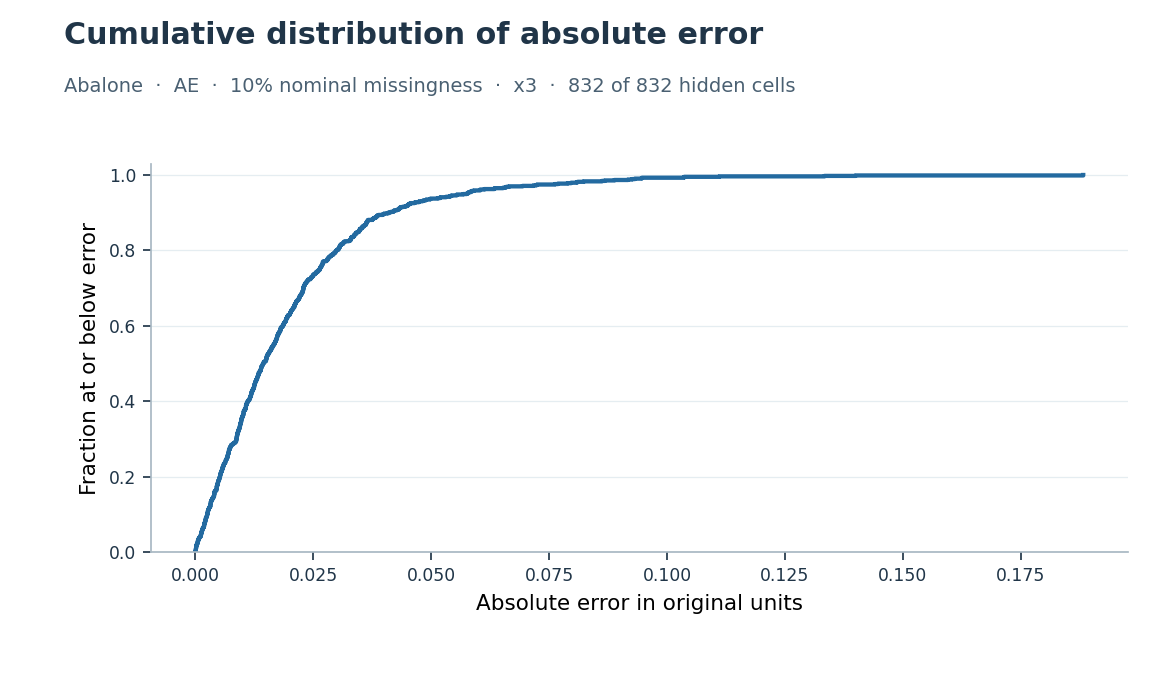 Cumulative distribution of absolute error
Abalone · AE · 10% nominal missingness · x3 · 832 of 832 hidden cells
1.0
0.8
0.6
0.4
0.2
0.0
Fraction at or below error
0.000 0.025 0.050 0.075 0.100 0.125 0.150 0.175
Absolute error in original units